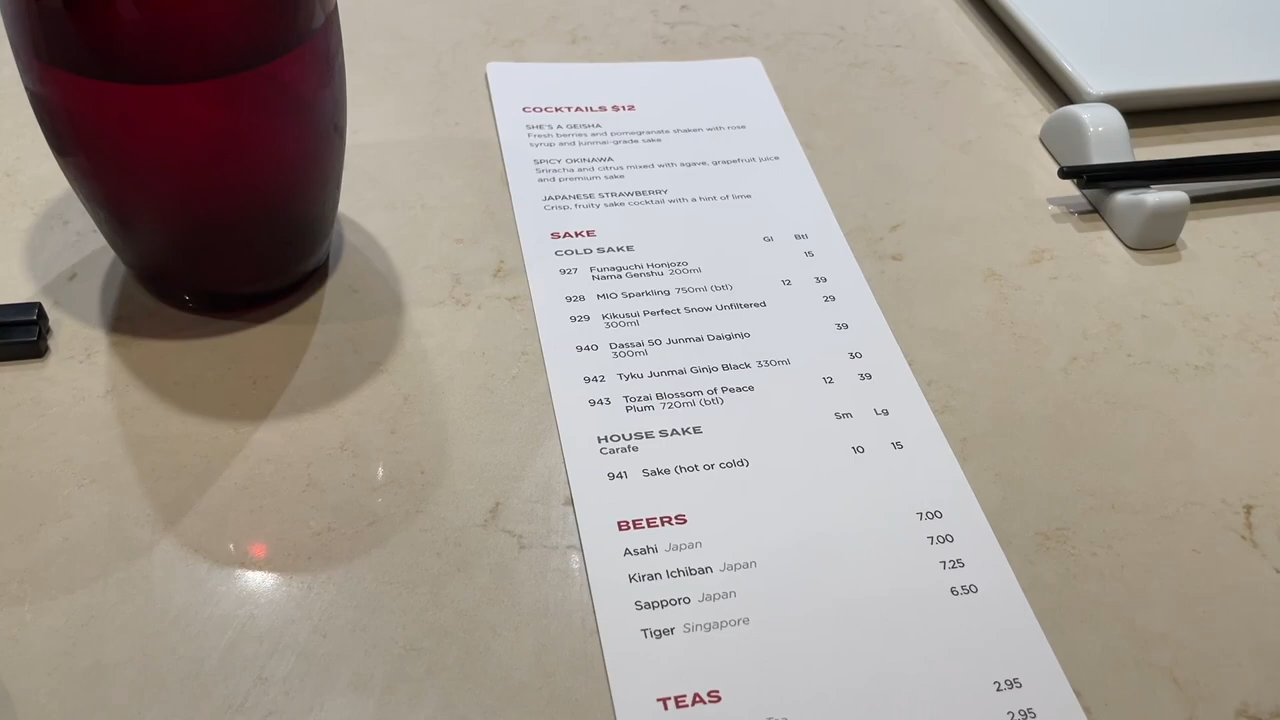 COCKTAILS $12
SHE'S A GEISHA
Fresh berries and pomegranate shaken with rose
syrup and junmai-grade sake
SPICY OKINAWA
Sriracha and citrus mixed with agave, grapefruit juice
and premium sake
JAPANESE STRAWBERRY
Crisp, fruity sake cocktail with a hint of lime
SAKE
COLD SAKE Gl Btl
927 Funaguchi Honjozo 15
Nama Genshu 200ml
928 MIO Sparkling 750ml (btl) 12 39
929 Kikusui Perfect Snow Unfiltered 29
300ml
940 Dassai 50 Junmai Daiginjo 39
300ml
942 Tyku Junmai Ginjo Black 330ml 30
943 Tozai Blossom of Peace 12 39
Plum 720ml (btl)
HOUSE SAKE Sm Lg
Carafe
941 Sake (hot or cold) 10 15
BEERS
Asahi Japan 7.00
Kiran Ichiban Japan 7.00
Sapporo Japan 7.25
Tiger Singapore 6.50
TEAS
2.95
Tea 2.95